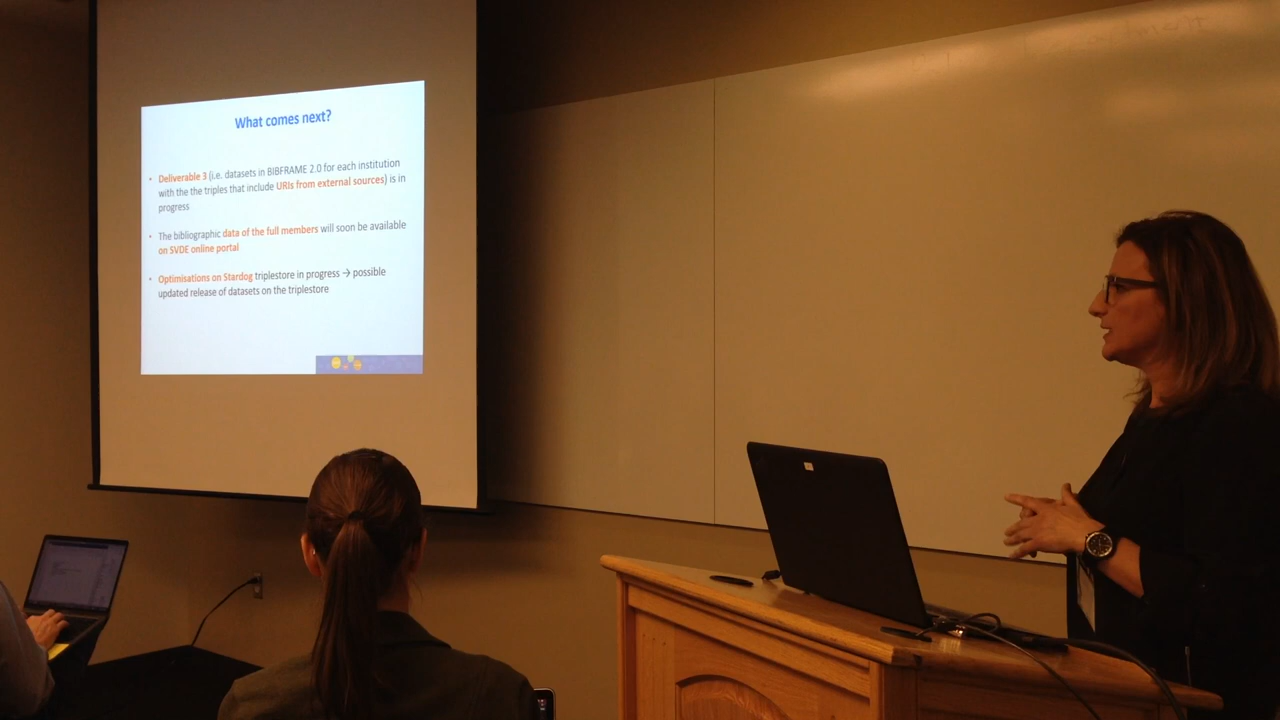 What comes next?
• Deliverable 3 (i.e. datasets in BIBFRAME 2.0 for each institution
with the the triples that include URIs from external sources) is in
progress
• The bibliographic data of the full members will soon be available
on SVDE online portal
• Optimisations on Stardog triplestore in progress → possible
updated release of datasets on the triplestore